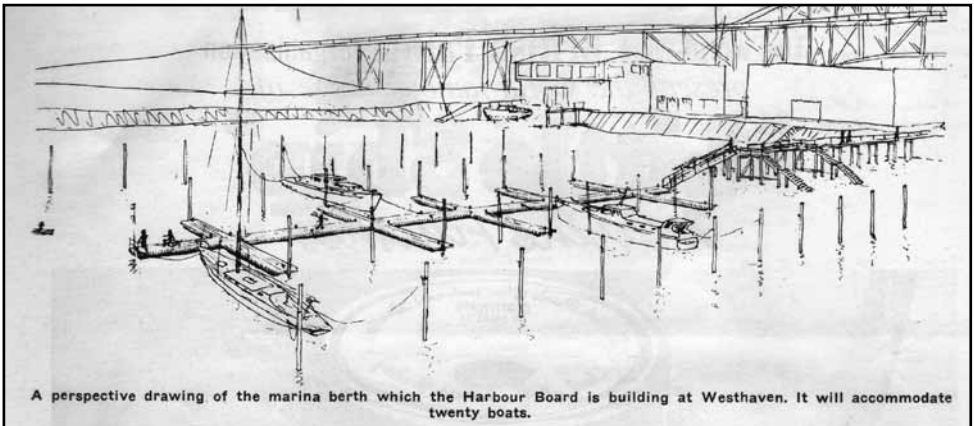 A perspective drawing of the marina berth which the Harbour Board is building at Westhaven. It will accommodate
twenty boats.